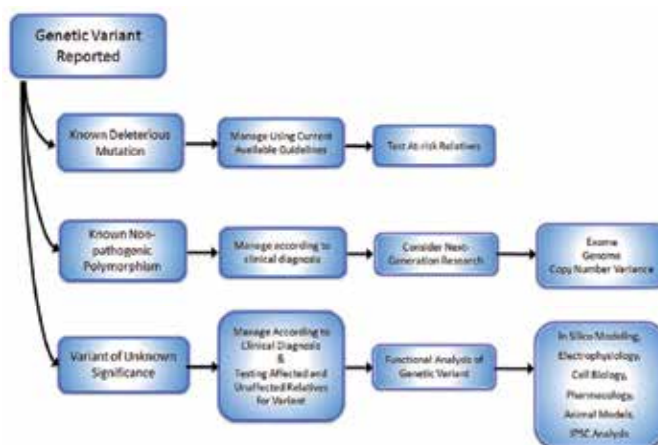 Genetic Variant
Reported
Known Deleterious
Mutation
Manage Using Current
Available Guidelines
Test At-risk Relatives
Known Non-
pathogenic
Polymorphism
Manage according to
clinical diagnosis
Consider Next-
Generation Research
Exome
Genome
Copy Number Variance
Variant of Unknown
Significance
Manage According to
Clinical Diagnosis
&
Testing Affected and
Unaffected Relatives
for Variant
Functional Analysis of
Genetic Variant
In Silico Modeling,
Electrophysiology,
Cell Biology,
Pharmacology,
Animal Models,
iPSC Analysis